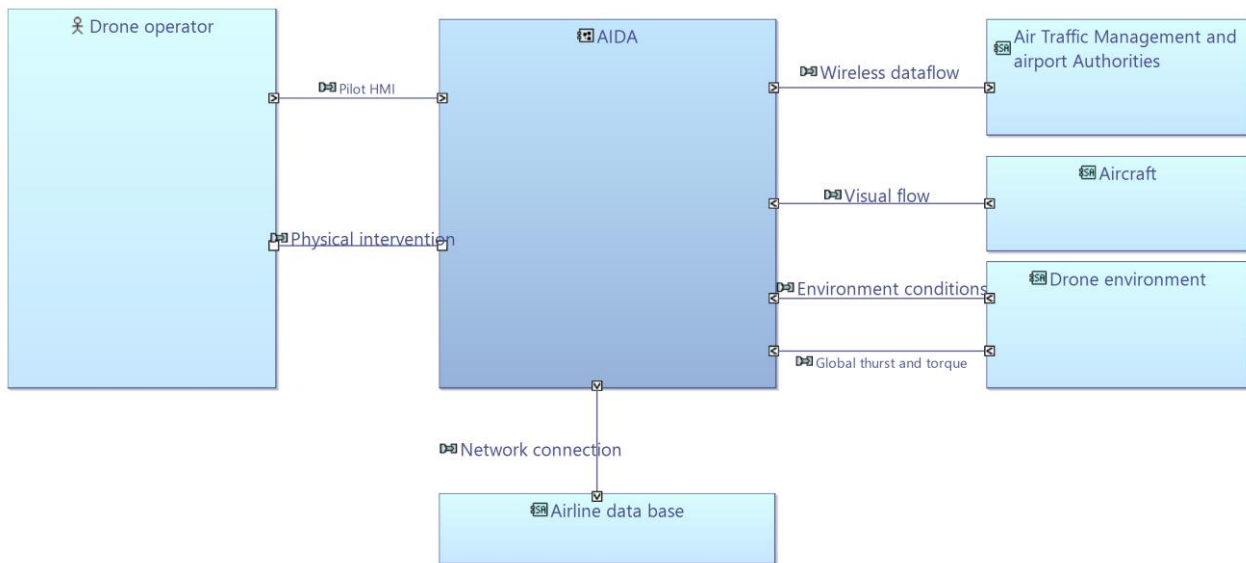 Drone operator
AIDA
Air Traffic Management and
airport Authorities
Wireless dataflow
Pilot HMI
Aircraft
Visual flow
Physical intervention
Drone environment
Environment conditions
Global thurst and torque
Network connection
Airline data base